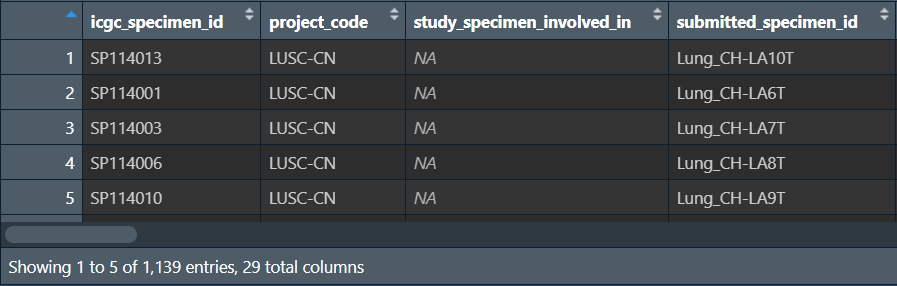 icgc_specimen_id project_code study_specimen_involved_in submitted_specimen_id
1 SP114013 LUSC-CN NA Lung_CH-LA10T
2 SP114001 LUSC-CN NA Lung_CH-LA6T
3 SP114003 LUSC-CN NA Lung_CH-LA7T
4 SP114006 LUSC-CN NA Lung_CH-LA8T
5 SP114010 LUSC-CN NA Lung_CH-LA9T
Showing 1 to 5 of 1,139 entries, 29 total columns